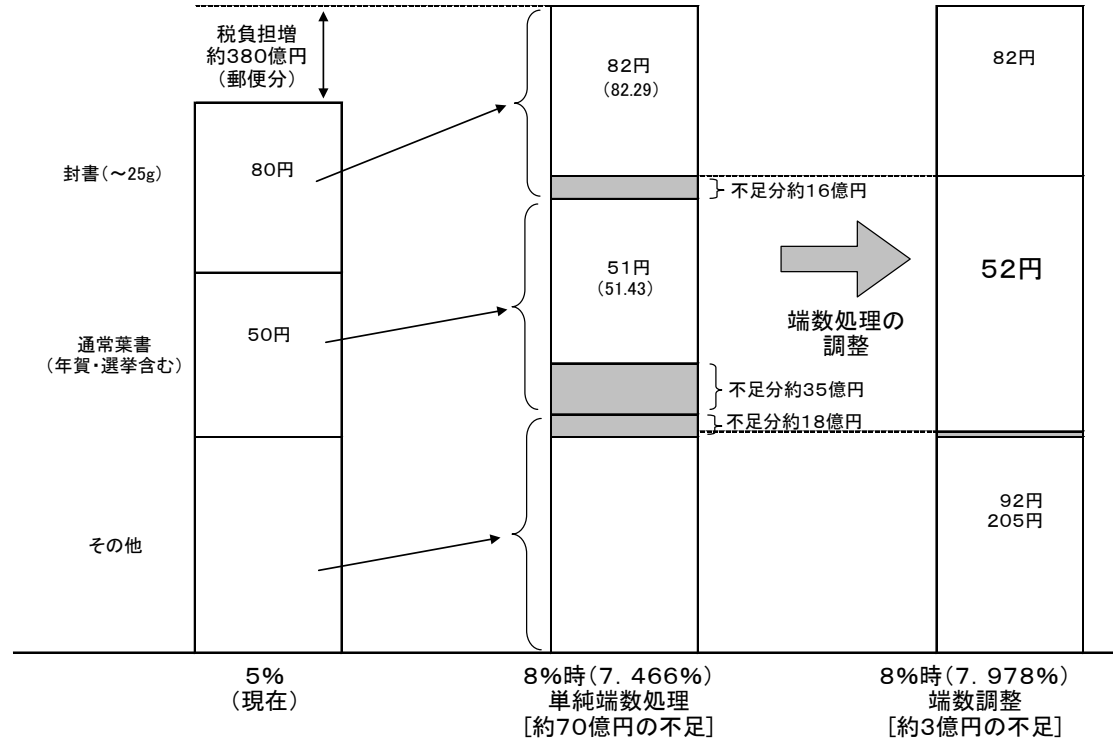 税負担増
約380億円
（郵便分）
封書（～25g）
80円
通常葉書
（年賀・選挙含む）
50円
その他
5%
（現在）
82円
（82.29）
不足分約16億円
51円
（51.43）
不足分約35億円
不足分約18億円
8%時（7．466%）
単純端数処理
［約70億円の不足］
端数処理の
調整
82円
52円
92円
205円
8%時（7．978%）
端数調整
［約3億円の不足］